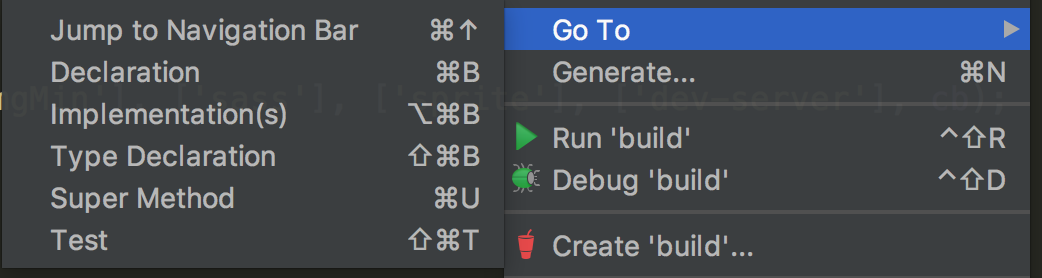 Jump to Navigation Bar ⌘↑
Declaration ⌘B
Implementation(s) ⌥⌘B
Type Declaration ⇧⌘B
Super Method ⌘U
Test ⇧⌘T
Go To ▶
Generate... ⌘N
gMin'], ['sass'], ['sprite'], ['dev-server'], cb);
Run 'build' ^⇧R
Debug 'build' ^⇧D
Create 'build'...